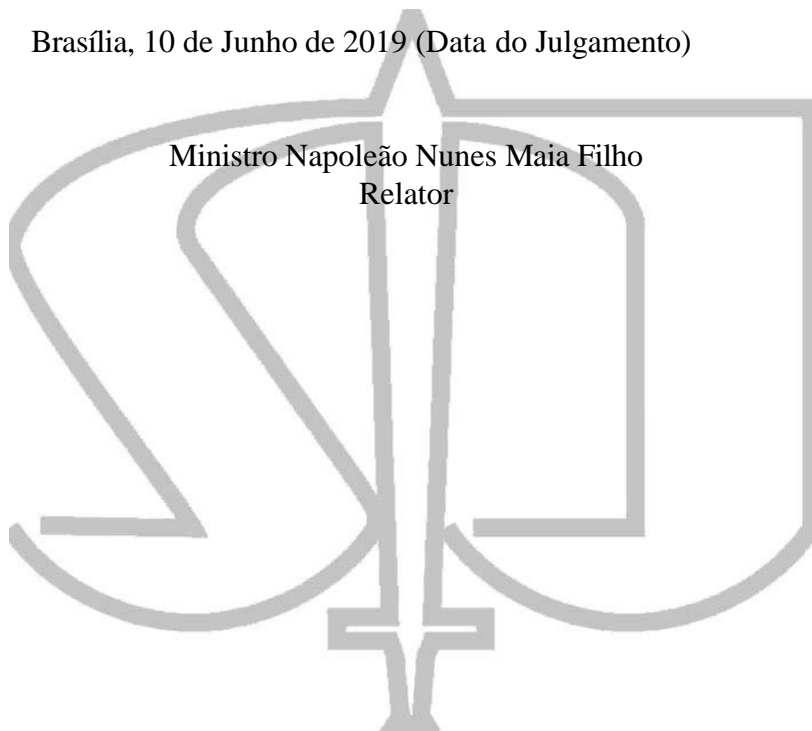 Brasília, 10 de Junho de 2019 (Data do Julgamento)
Ministro Napoleão Nunes Maia Filho
Relator